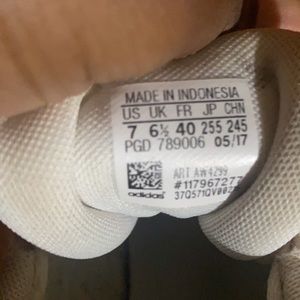 MADE IN INDONESIA
US UK FR JP CHN
7 6½ 40 255 245
PGD 789006 05/17
ART AW4299
#117967277
adidas